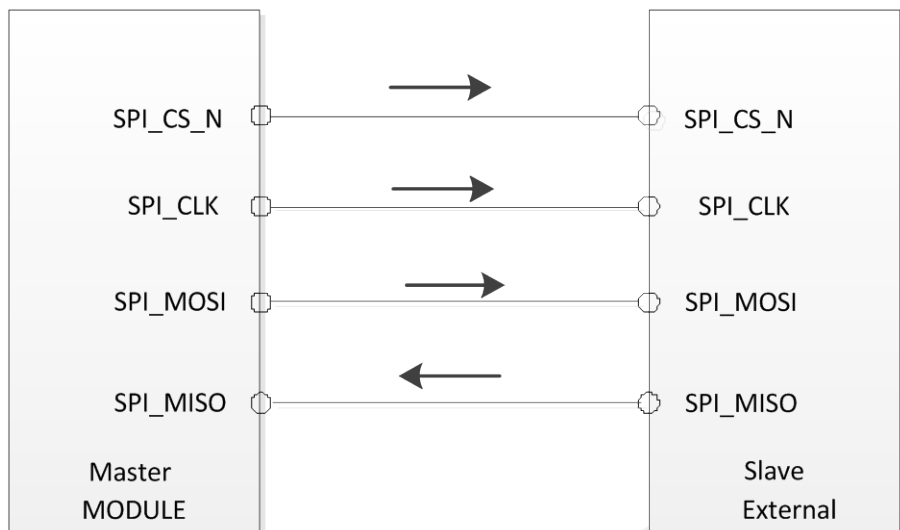 SPI_CS_N SPI_CS_N
SPI_CLK SPI_CLK
SPI_MOSI SPI_MOSI
SPI_MISO SPI_MISO
Master Slave
MODULE External